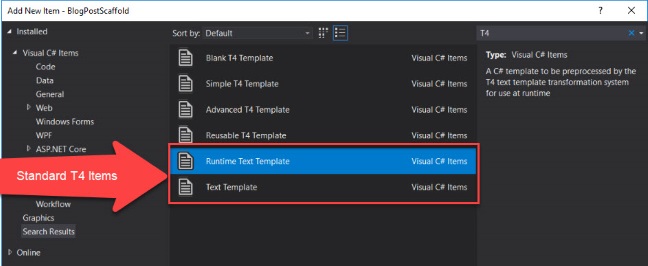 Add New Item - BlogPostScaffold
? X
Installed
Sort by: Default
T4
Visual C# Items
Code
Data
General
Web
Windows Forms
WPF
ASP.NET Core
Standard T4 Items
Workflow
Graphics
Search Results
Online
Blank T4 Template Visual C# Items
Simple T4 Template Visual C# Items
Advanced T4 Template Visual C# Items
Reusable T4 Template Visual C# Items
Runtime Text Template Visual C# Items
Text Template Visual C# Items
Type: Visual C# Items
A C# template to be preprocessed by the
T4 text template transformation system
for use at runtime